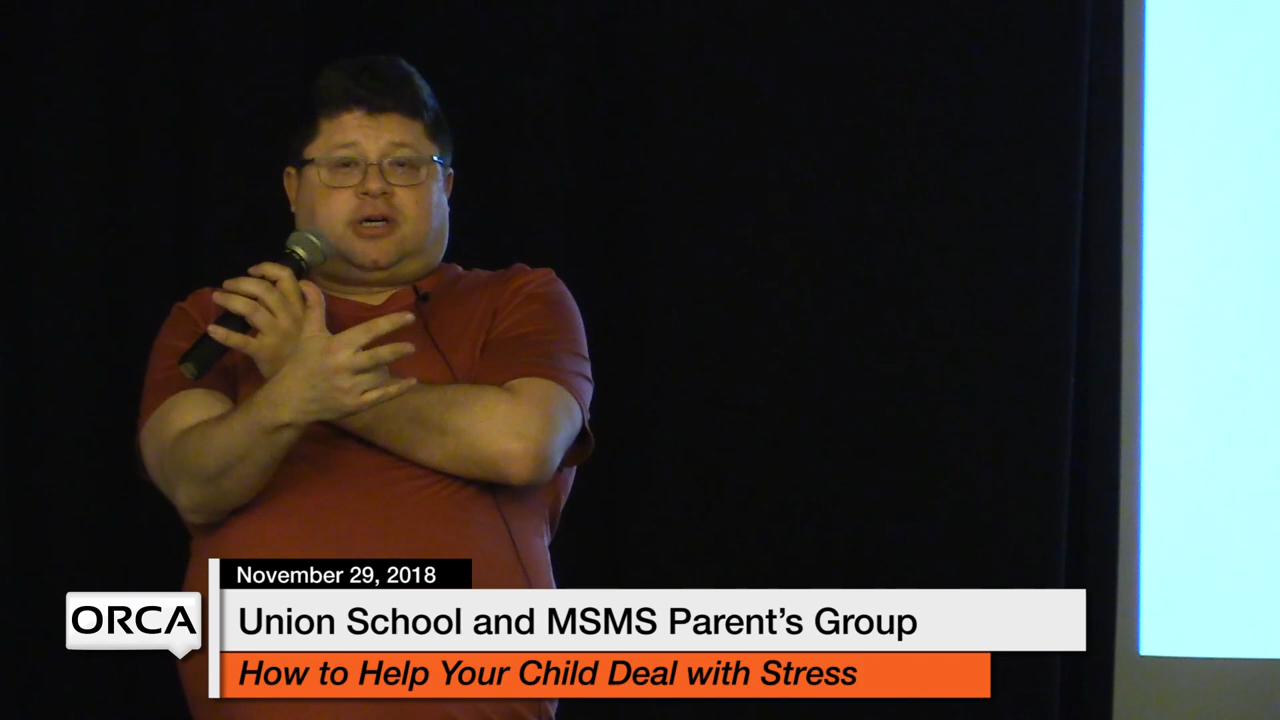 November 29, 2018
ORCA
Union School and MSMS Parent's Group
How to Help Your Child Deal with Stress